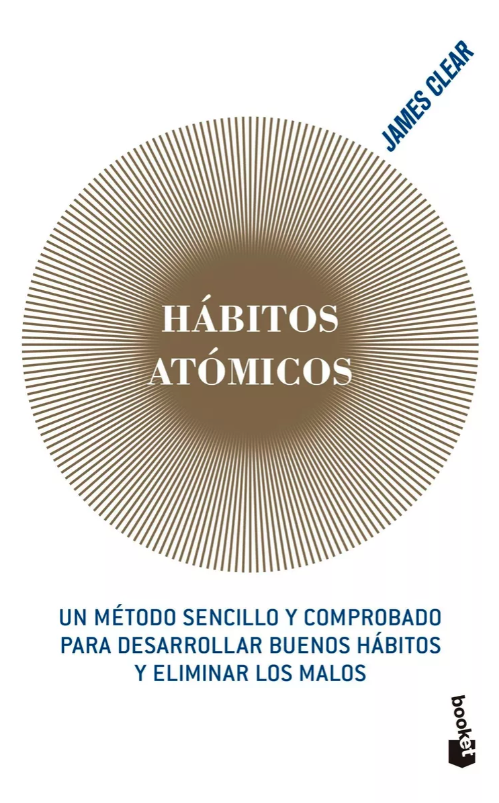 JAMES CLEAR
HÁBITOS
ATÓMICOS
UN MÉTODO SENCILLO Y COMPROBADO
PARA DESARROLLAR BUENOS HÁBITOS
Y ELIMINAR LOS MALOS
booket